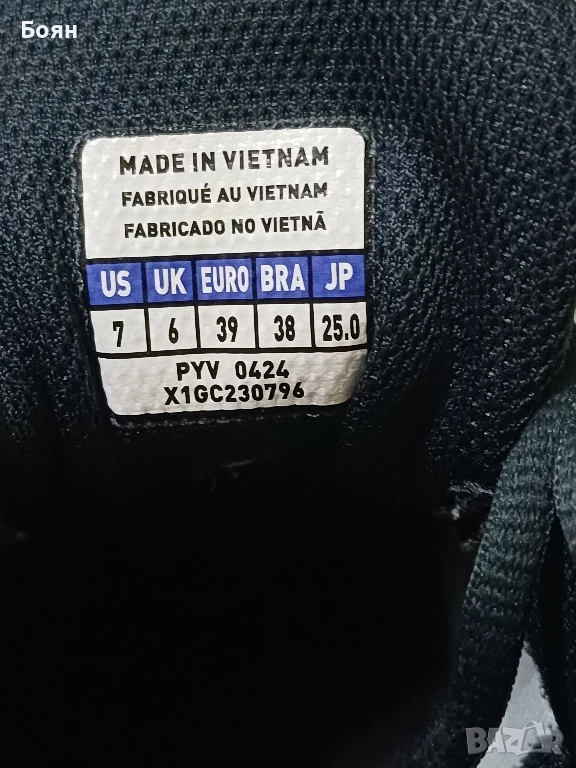 Боян
MADE IN VIETNAM
FABRIQUÉ AU VIETNAM
FABRICADO NO VIETNÃ
US UK EURO BRA JP
7 6 39 38 25.0
PYV 0424
X1GC230796
BAZAR